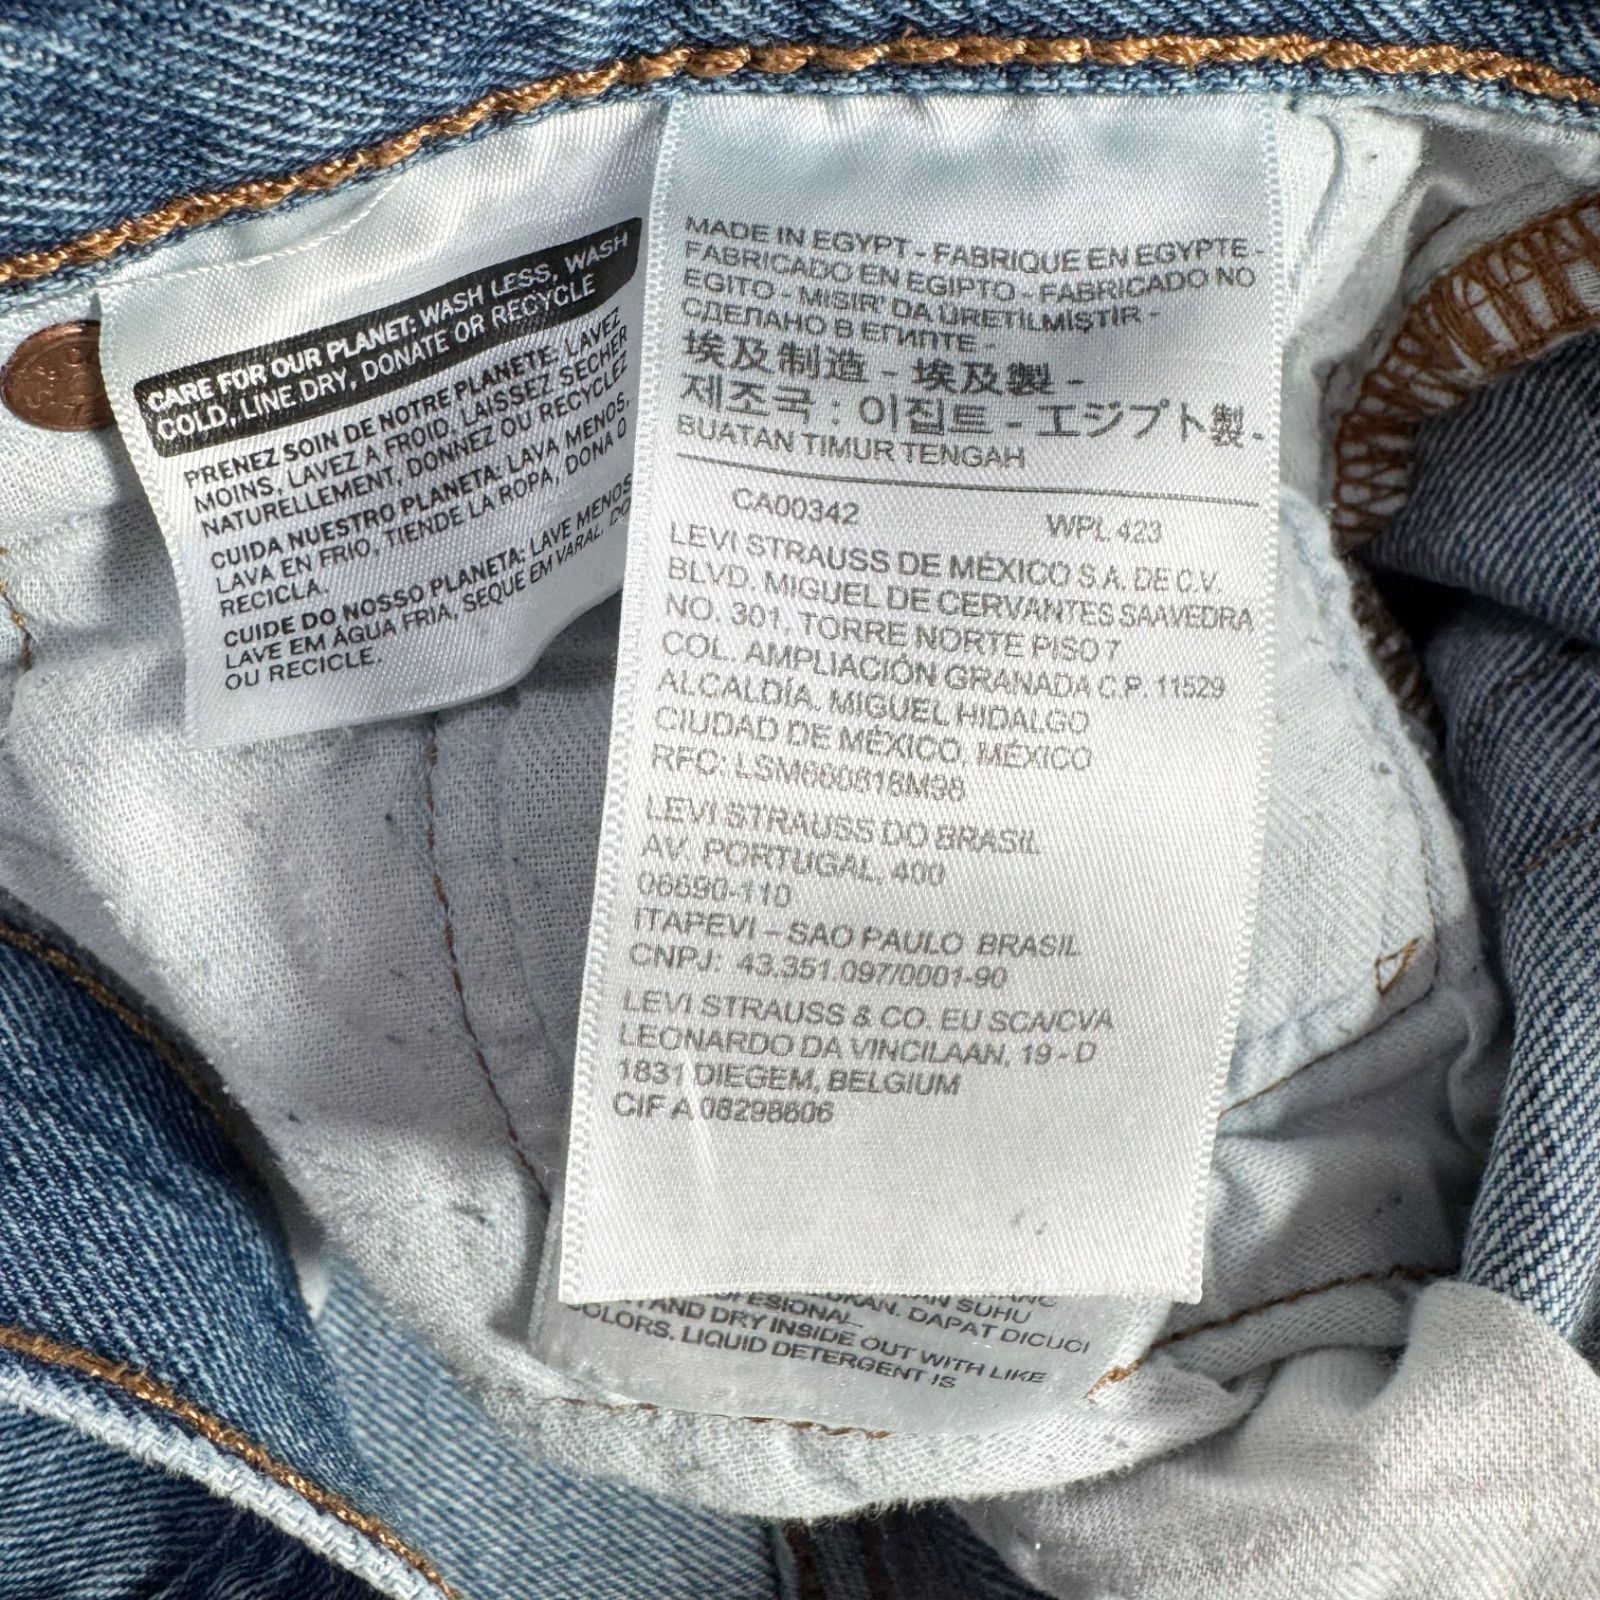 CARE FOR OUR PLANET: WASH LESS, WASH
COLD, LINE DRY, DONATE OR RECYCLE
PRENEZ SOIN DE NOTRE PLANETE: LAVEZ
MOINS, LAVEZ A FROID, LAISSEZ SÉCHER
NATURELLEMENT, DONNEZ OU RECYCLEZ
CUIDA NUESTRO PLANETA: LAVA MENOS,
LAVA EN FRIO, TIENDE LA ROPA, DONA O
RECICLA.
CUIDE DO NOSSO PLANETA: LAVE MENOS
LAVE EM ÁGUA FRIA, SEQUE EM VARAL, DO
OU RECICLE.
MADE IN EGYPT - FABRIQUE EN EGYPTE -
FABRICADO EN EGIPTO - FABRICADO NO
EGITO - MISIR' DA ÜRETİLMİŞTİR -
СДЕЛАНО В ЕГИПТЕ -
埃及制造 - 埃及製 -
제조국 : 이집트 - エジプト製 -
BUATAN TIMUR TENGAH
CA00342 WPL 423
LEVI STRAUSS DE MÉXICO S.A. DE C.V.
BLVD. MIGUEL DE CERVANTES SAAVEDRA
NO. 301, TORRE NORTE PISO 7
COL. AMPLIACIÓN GRANADA C.P. 11529
ALCALDÍA. MIGUEL HIDALGO
CIUDAD DE MÉXICO, MÉXICO
RFC: LSM660818M98
LEVI STRAUSS DO BRASIL
AV. PORTUGAL, 400
06690-110
ITAPEVI – SAO PAULO BRASIL
CNPJ: 43.351.097/0001-90
LEVI STRAUSS & CO. EU SCA/CVA
LEONARDO DA VINCILAAN, 19 - D
1831 DIEGEM, BELGIUM
CIF A 08298606
SUHU
DAPAT DICUCI
AND DRY INSIDE OUT WITH LIKE
COLORS. LIQUID DETERGENT IS